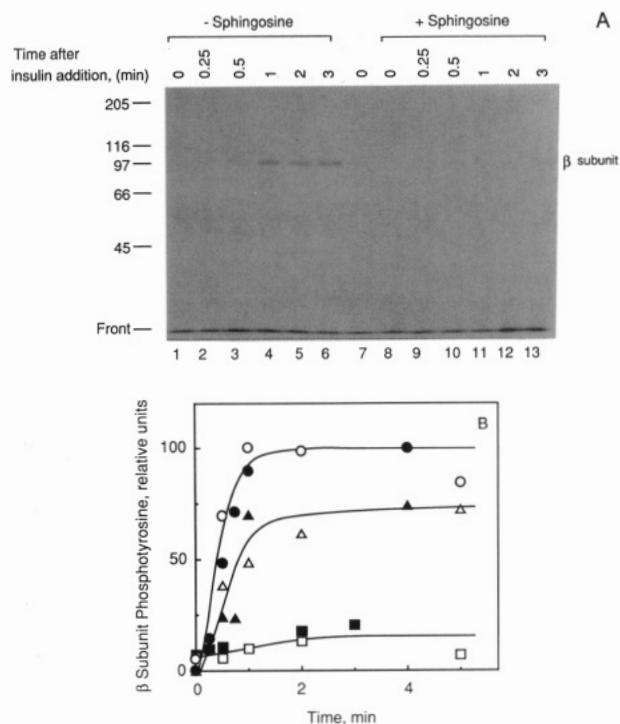 - Sphingosine + Sphingosine A
Time after
insulin addition, (min) 0 0.25 0.5 1 2 3 0 0 0.25 0.5 1 2 3
205
116
97 β subunit
66
45
Front
1 2 3 4 5 6 7 8 9 10 11 12 13
B
β Subunit Phosphotyrosine, relative units
100
50
0
0 2 4
Time, min